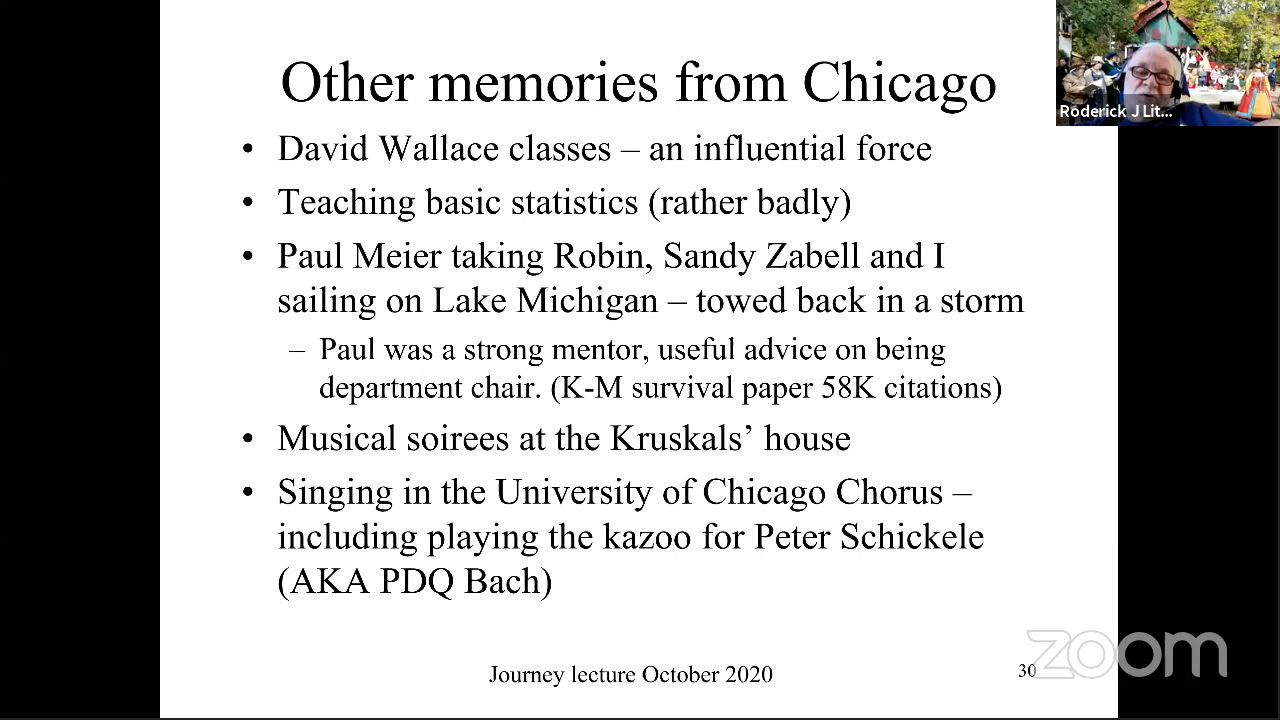 Other memories from Chicago
Roderick J Lit...
• David Wallace classes – an influential force
• Teaching basic statistics (rather badly)
• Paul Meier taking Robin, Sandy Zabell and I
sailing on Lake Michigan – towed back in a storm
– Paul was a strong mentor, useful advice on being
department chair. (K-M survival paper 58K citations)
• Musical soirees at the Kruskals’ house
• Singing in the University of Chicago Chorus –
including playing the kazoo for Peter Schickele
(AKA PDQ Bach)
Journey lecture October 2020
30
zoom